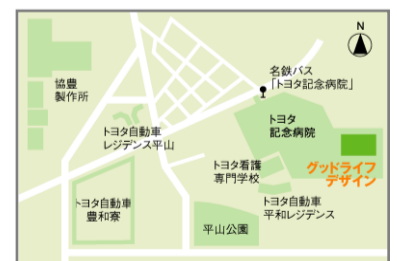 N
名鉄バス
「トヨタ記念病院」
協豊
製作所
トヨタ
記念病院
トヨタ自動車
レジデンス平山
トヨタ看護
専門学校
グッドライフ
デザイン
トヨタ自動車
豊和寮
トヨタ自動車
平和レジデンス
平山公園